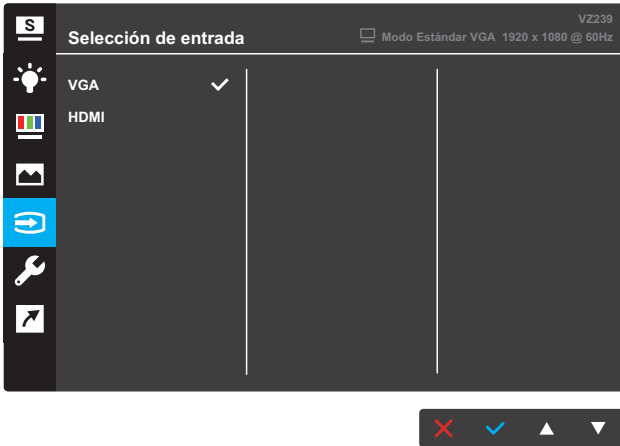 S
VZ239
Selección de entrada
Modo Estándar VGA 1920 x 1080 @ 60Hz
VGA
HDMI